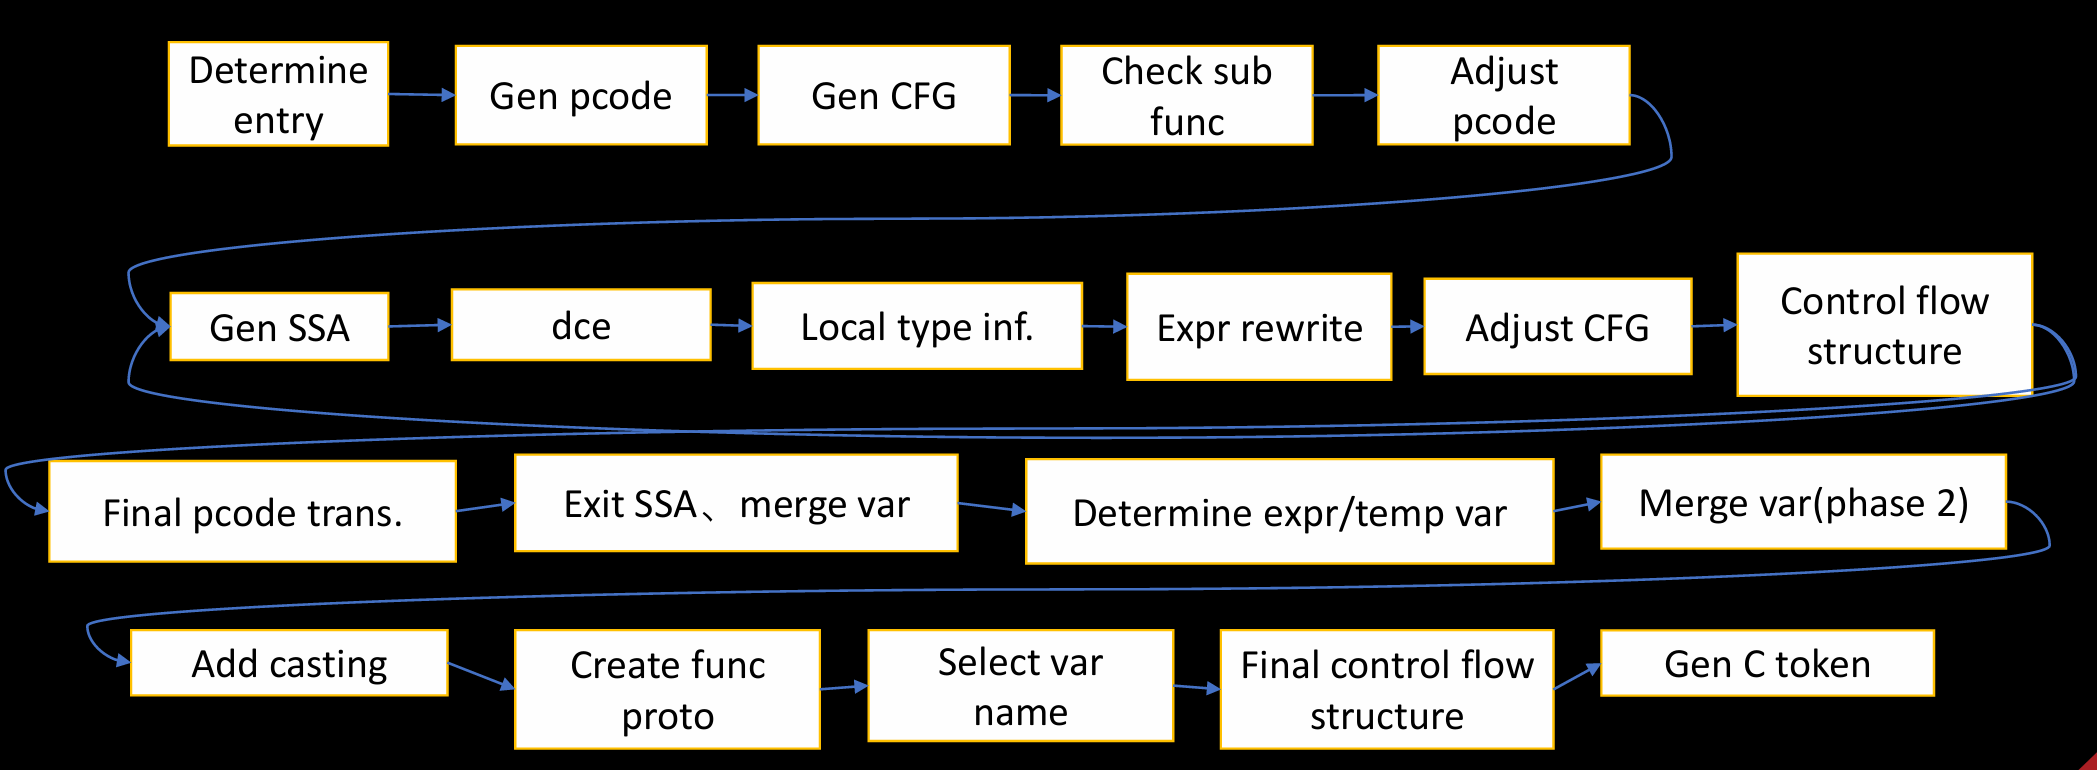 Determine
entry
Gen pcode
Gen CFG
Check sub
func
Adjust
pcode
Gen SSA
dce
Local type inf.
Expr rewrite
Adjust CFG
Control flow
structure
Final pcode trans.
Exit SSA、merge var
Determine expr/temp var
Merge var(phase 2)
Add casting
Create func
proto
Select var
name
Final control flow
structure
Gen C token